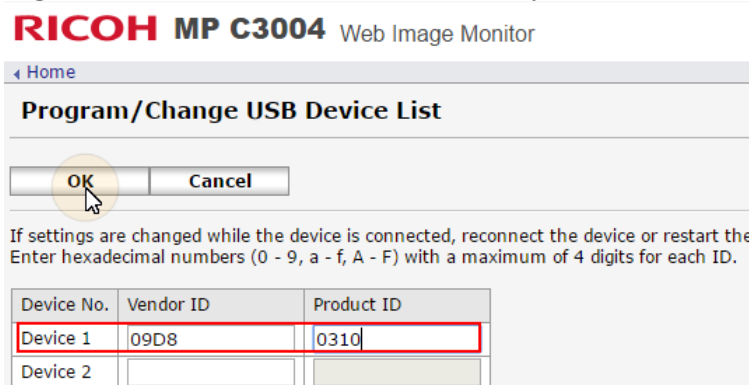 RICOH MP C3004 Web Image Monitor
Home
Program/Change USB Device List
OK Cancel
If settings are changed while the device is connected, reconnect the device or restart the
Enter hexadecimal numbers (0 - 9, a - f, A - F) with a maximum of 4 digits for each ID.
Device No. Vendor ID Product ID
Device 1 09D8 0310
Device 2